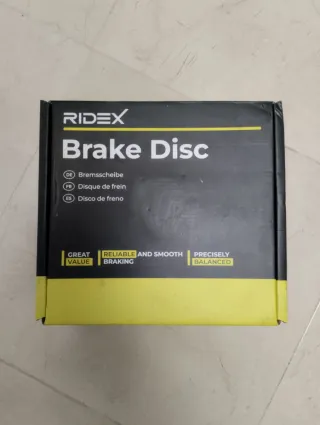 RIDEX
Brake Disc
DE Bremsscheibe
FR Disque de frein
ES Disco de freno
GREAT VALUE
RELIABLE AND SMOOTH BRAKING
PRECISELY BALANCED